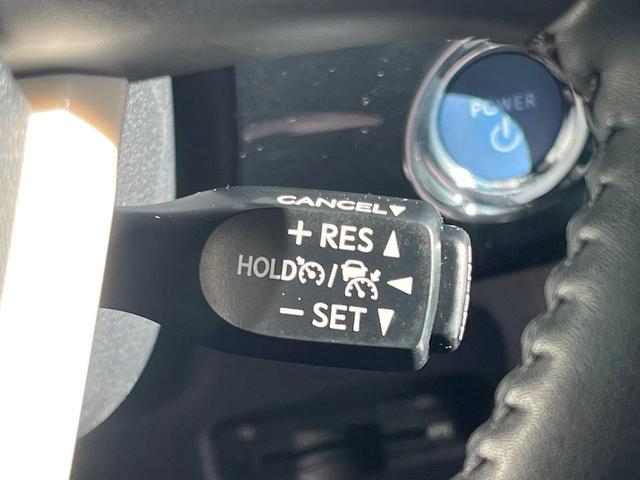 POWER
CANCEL▼
+ RES ▲
HOLD / ◄
− SET ▼